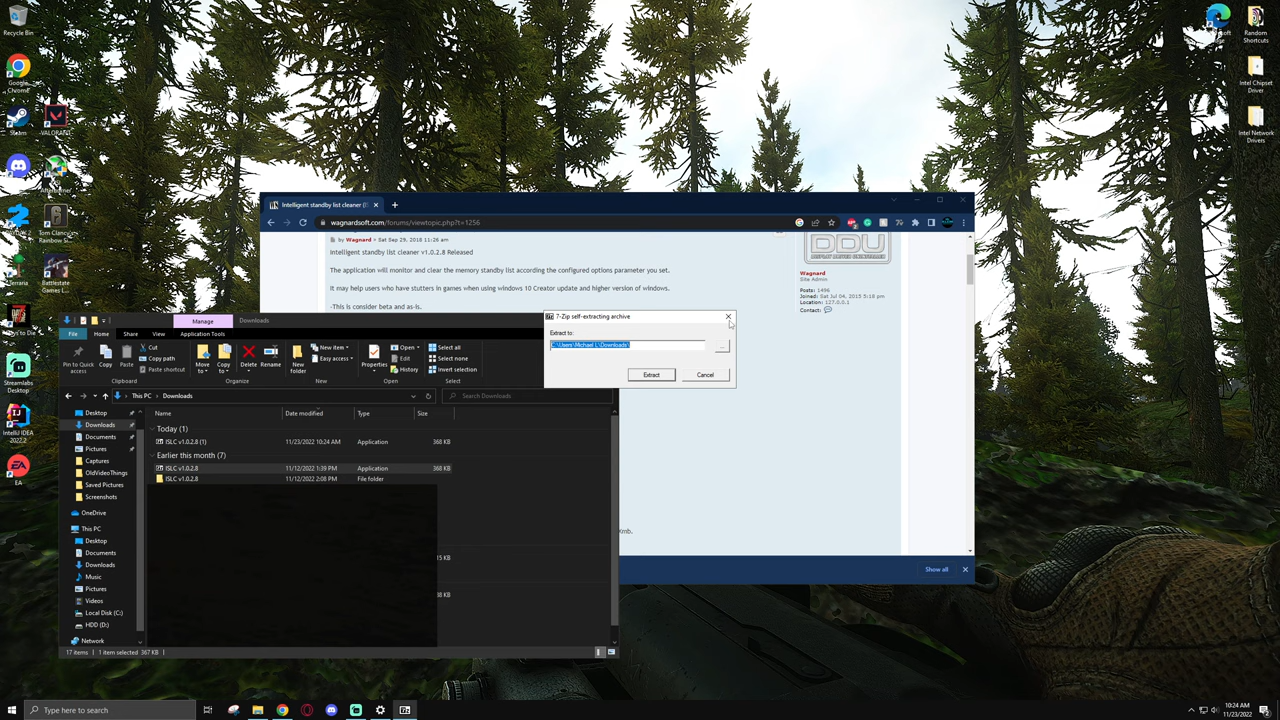 Recycle Bin
Google
Chrome
Steam
VALORANT
Discord
Tom Clancy's
Rainbow Si...
Terraria
Battlestate
Games L...
Streamlabs
Desktop
IntelliJ IDEA
2022.2
EA
Random
Shortcuts
Intel Chipset
Driver
Intel Network
Drivers
Intelligent standby list cleaner (I
wagnardsoft.com/forums/viewtopic.php?t=1256
by Wagnard » Sat Sep 29, 2018 11:26 am
Intelligent standby list cleaner v1.0.2.8 Released
The application will monitor and clear the memory standby list according the configured options parameter you set.
It may help users who have stutters in games when using windows 10 Creator update and higher version of windows.
-This is consider beta and as-is.
DDU
DISPLAY DRIVER UNINSTALLER
Wagnard
Site Admin
Posts: 1496
Joined: Sat Jul 04, 2015 5:18 pm
Location: 127.0.0.1
Contact:
Xmb.
Show all
7-Zip self-extracting archive
Extract to:
C:\Users\Michael L\Downloads\
...
Extract
Cancel
Manage
Downloads
File
Home
Share
View
Application Tools
Pin to Quick
access
Copy
Paste
Cut
Copy path
Paste shortcut
Clipboard
Move
to
Copy
to
Delete
Rename
Organize
New
folder
New item
Easy access
New
Properties
Open
Edit
History
Open
Select all
Select none
Invert selection
Select
This PC
Downloads
Search Downloads
Name
Date modified
Type
Size
Today (1)
ISLC v1.0.2.8 (1)
11/23/2022 10:24 AM
Application
368 KB
Earlier this month (7)
ISLC v1.0.2.8
11/12/2022 1:39 PM
Application
368 KB
ISLC v1.0.2.8
11/12/2022 2:08 PM
File folder
15 KB
38 KB
Desktop
Downloads
Documents
Pictures
Captures
OldVideoThings
Saved Pictures
Screenshots
OneDrive
This PC
Desktop
Documents
Downloads
Music
Pictures
Videos
Local Disk (C:)
HDD (D:)
Network
17 items
1 item selected 367 KB
Type here to search
10:24 AM
11/23/2022